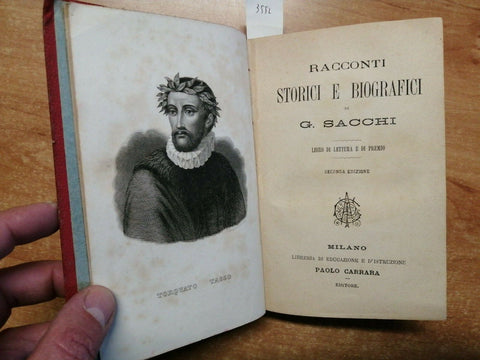 3552
TORQUATO TASSO
RACCONTI
STORICI E BIOGRAFICI
DI
G. SACCHI
LIBRO DI LETTURA E DI PREMIO
SECONDA EDIZIONE
MILANO
LIBRERIA DI EDUCAZIONE E D'ISTRUZIONE
PAOLO CARRARA
EDITORE.